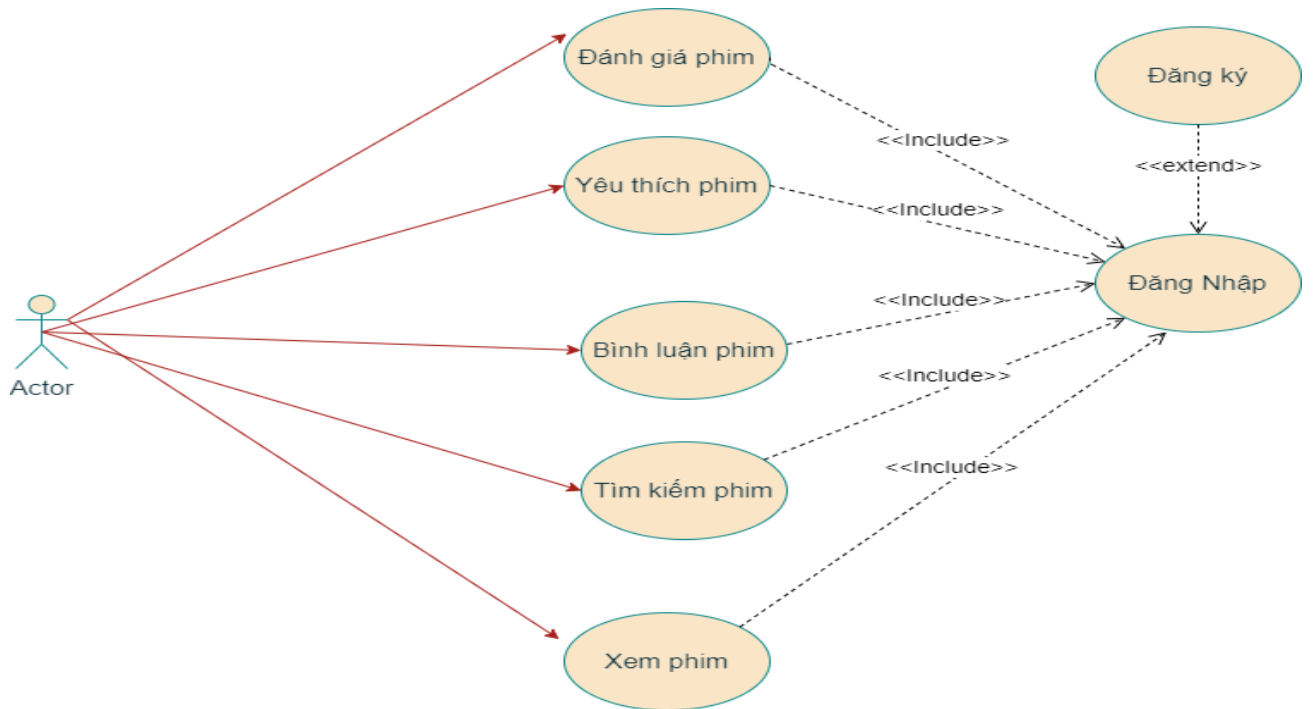 Đánh giá phim
Đăng ký
<<Include>>
<<extend>>
Yêu thích phim
<<Include>>
Đăng Nhập
<<Include>>
Bình luận phim
Actor
<<Include>>
<<Include>>
Tìm kiếm phim
Xem phim